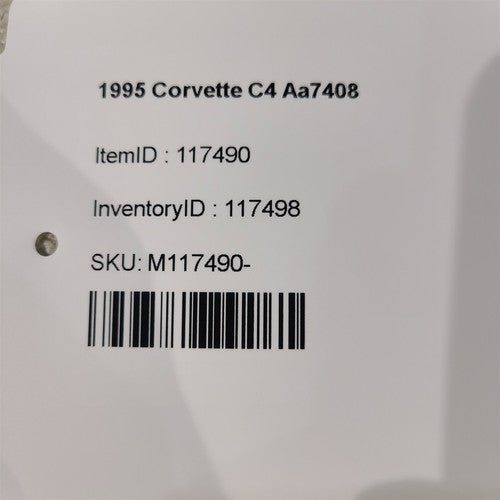 1995 Corvette C4 Aa7408
ItemID : 117490
InventoryID : 117498
SKU: M117490-